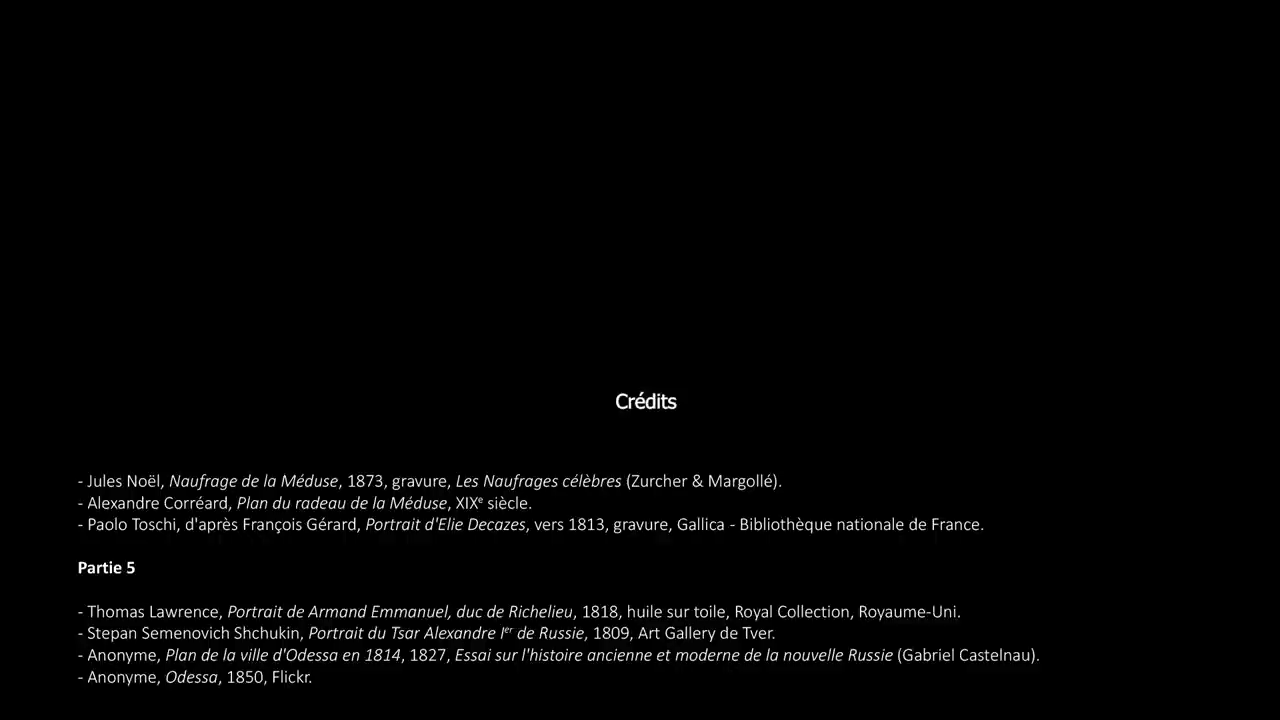 Crédits
- Jules Noël, Naufrage de la Méduse, 1873, gravure, Les Naufrages célèbres (Zurcher & Margollé).
- Alexandre Corréard, Plan du radeau de la Méduse, XIXe siècle.
- Paolo Toschi, d'après François Gérard, Portrait d'Elie Decazes, vers 1813, gravure, Gallica - Bibliothèque nationale de France.
Partie 5
- Thomas Lawrence, Portrait de Armand Emmanuel, duc de Richelieu, 1818, huile sur toile, Royal Collection, Royaume-Uni.
- Stepan Semenovich Shchukin, Portrait du Tsar Alexandre Ier de Russie, 1809, Art Gallery de Tver.
- Anonyme, Plan de la ville d'Odessa en 1814, 1827, Essai sur l'histoire ancienne et moderne de la nouvelle Russie (Gabriel Castelnau).
- Anonyme, Odessa, 1850, Flickr.